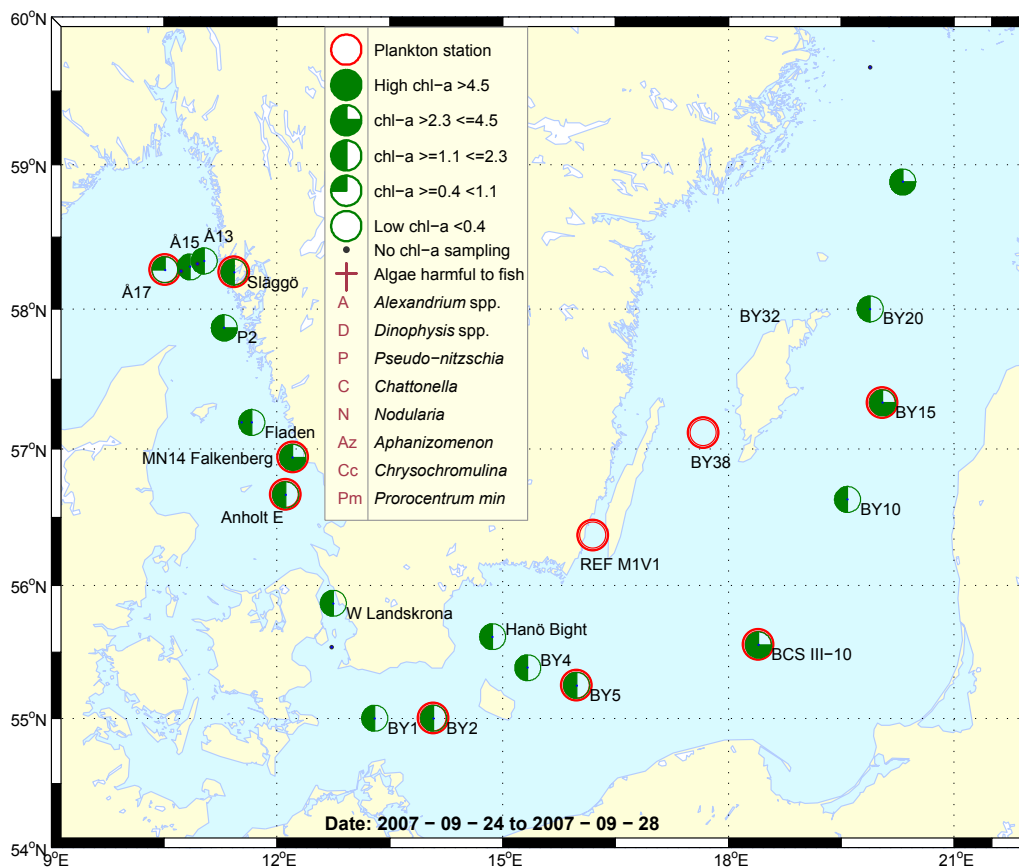 60°N
59°N
58°N
57°N
56°N
55°N
54°N
9°E
12°E
15°E
18°E
21°E
Plankton station
High chl−a >4.5
chl−a >2.3 <=4.5
chl−a >=1.1 <=2.3
chl−a >=0.4 <1.1
Low chl−a <0.4
No chl−a sampling
Algae harmful to fish
A Alexandrium spp.
D Dinophysis spp.
P Pseudo−nitzschia
C Chattonella
N Nodularia
Az Aphanizomenon
Cc Chrysochromulina
Pm Prorocentrum min
Å13
Å15
Å17
Släggö
P2
BY32
BY20
BY15
Fladen
MN14 Falkenberg
BY38
Anholt E
BY10
REF M1V1
W Landskrona
Hanö Bight
BCS III−10
BY4
BY5
BY1
BY2
Date: 2007 − 09 − 24 to 2007 − 09 − 28